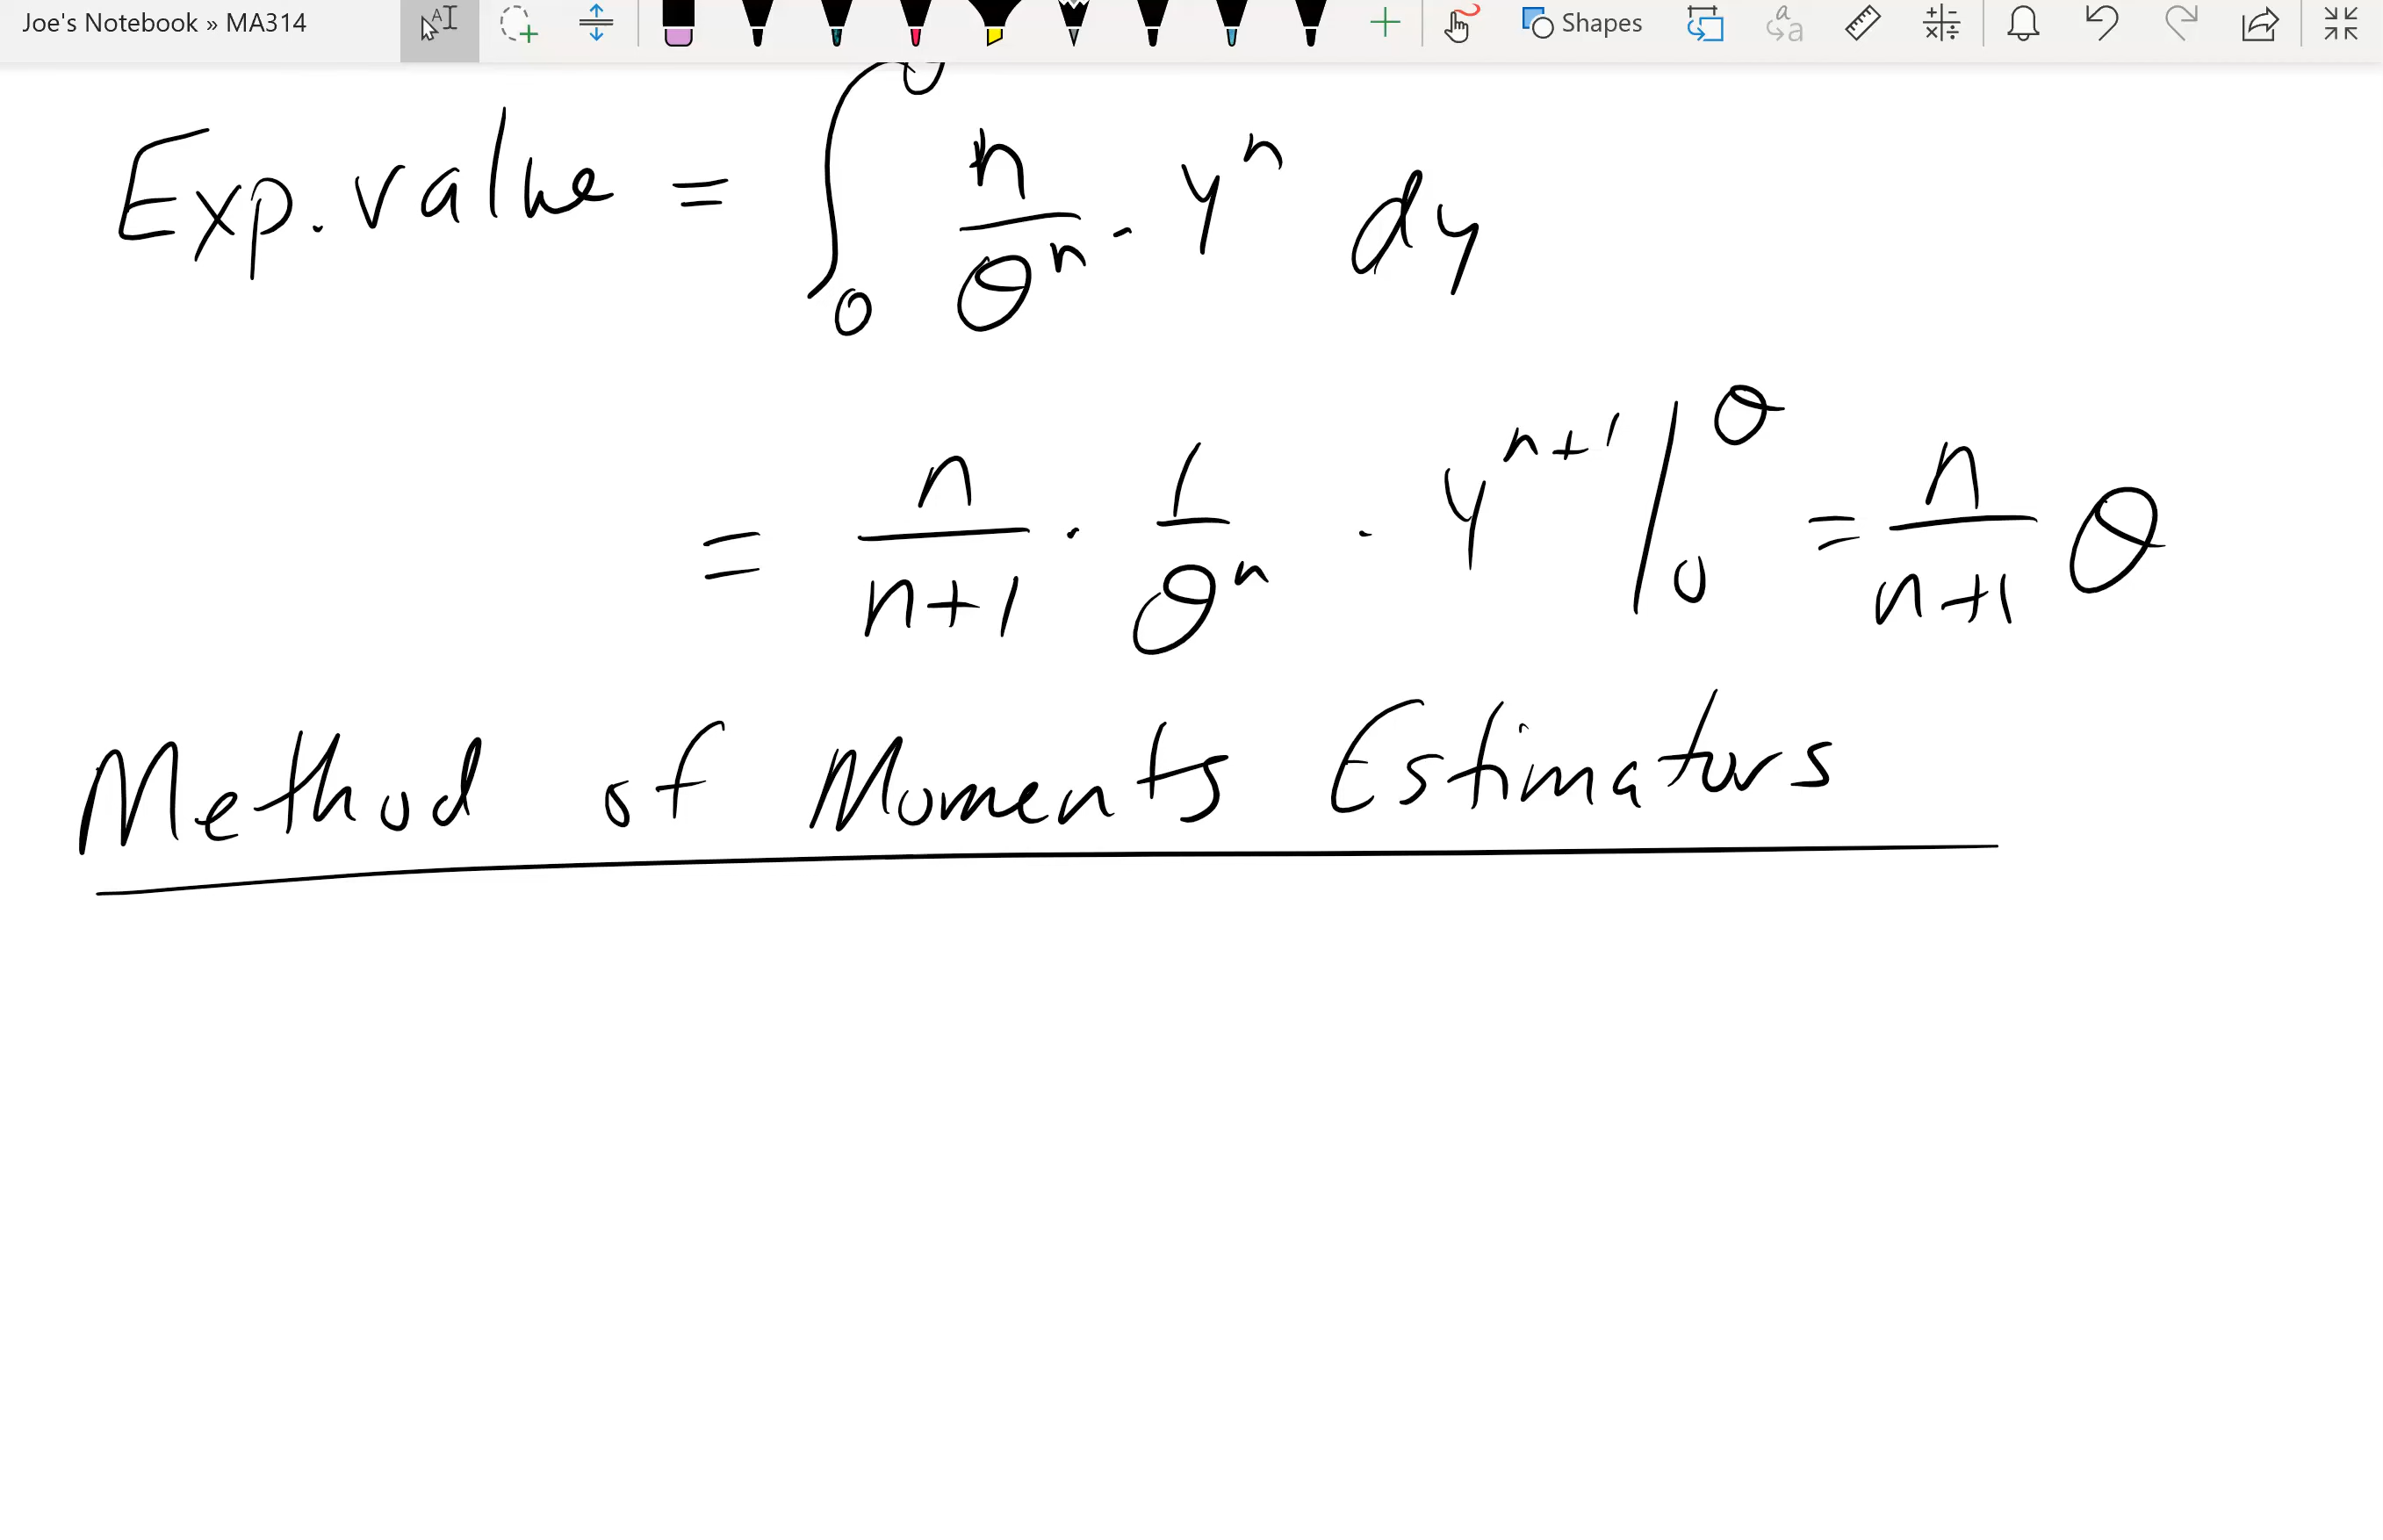 Joe's Notebook » MA314 Shapes
Exp. value = ∫₀^θ n/θⁿ · yⁿ dy
= n/(n+1) · 1/θⁿ · y^(n+1) |₀^θ = n/(n+1) θ
Method of Moments Estimators